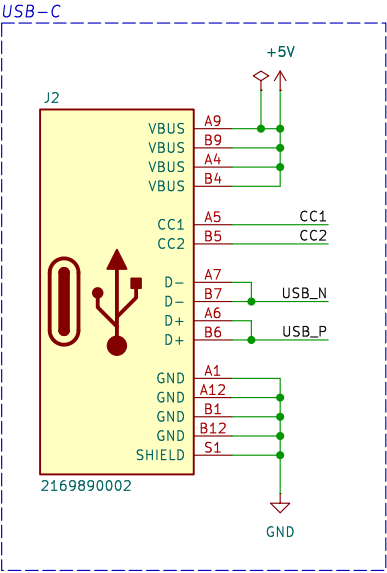 USB-C
+5V
J2
VBUS A9
VBUS B9
VBUS A4
VBUS B4
CC1 A5 CC1
CC2 B5 CC2
D- A7
D- B7 USB_N
D+ A6
D+ B6 USB_P
GND A1
GND A12
GND B1
GND B12
SHIELD S1
2169890002
GND